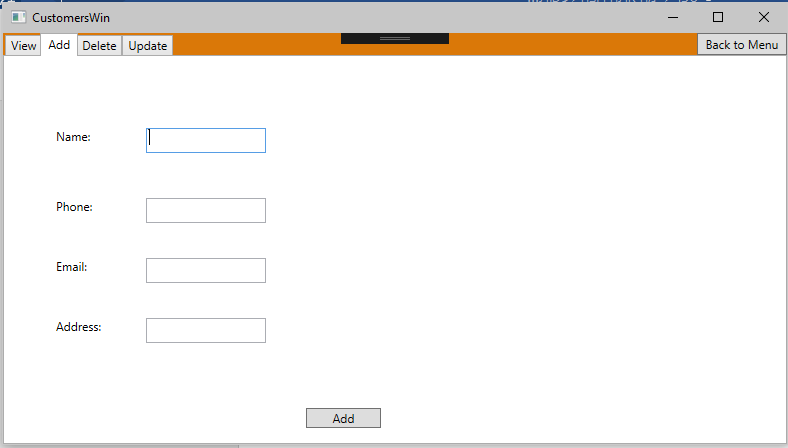 CustomersWin
View Add Delete Update Back to Menu
Name:
Phone:
Email:
Address:
Add